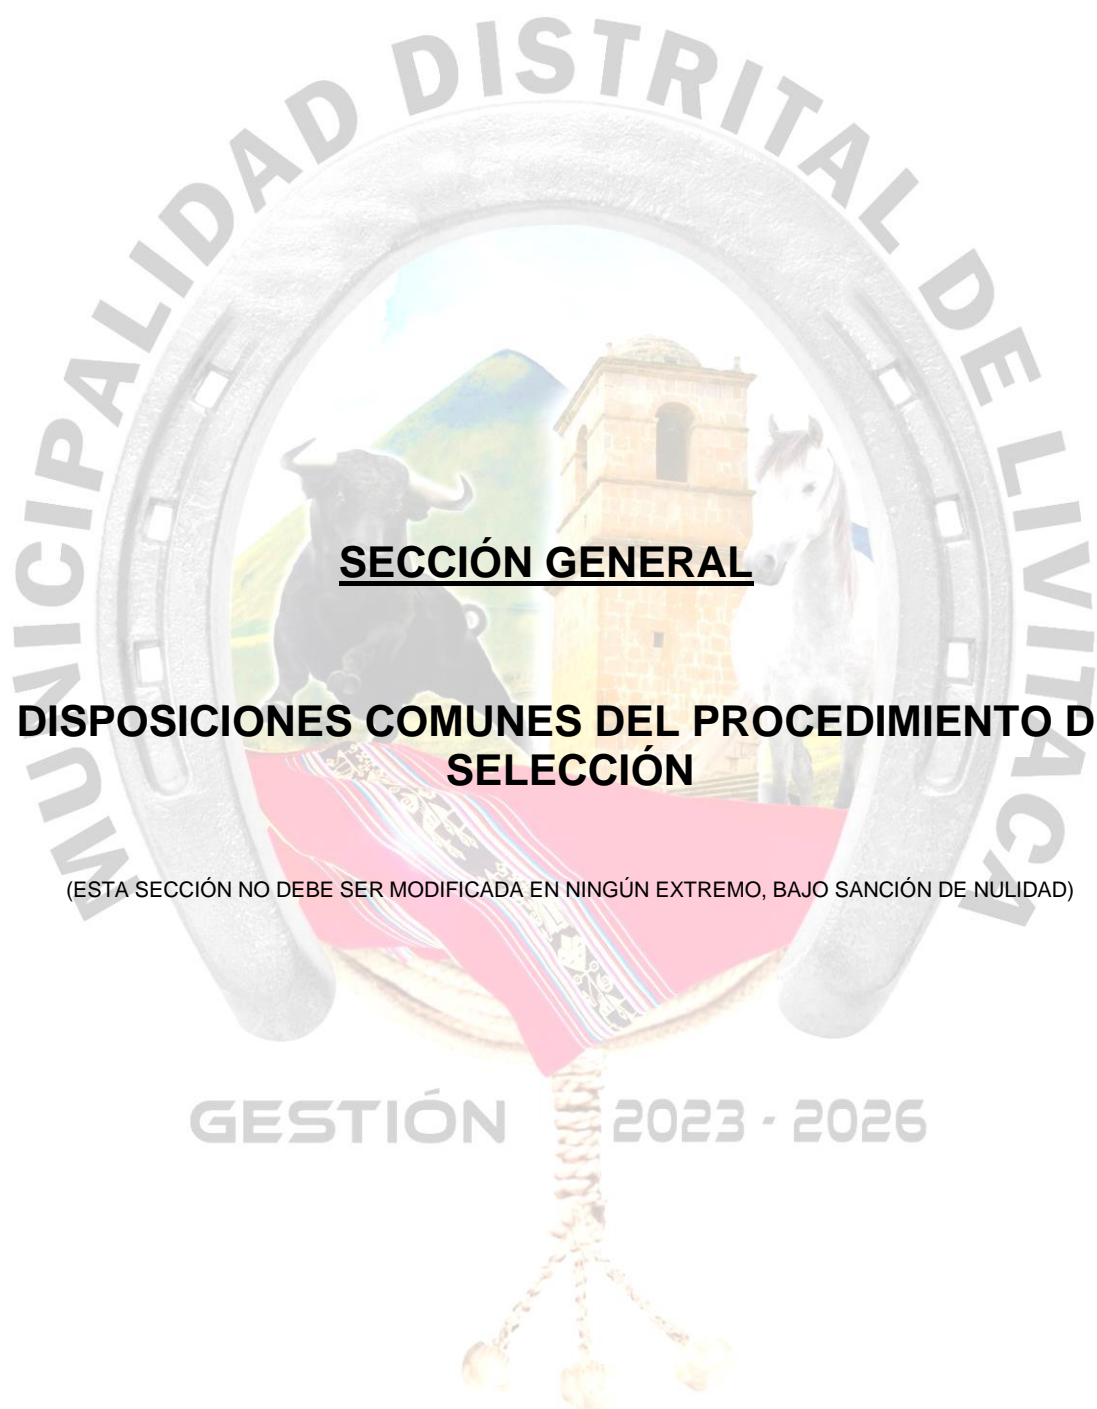 MUNICIPALIDAD DISTRITAL DE LIVITACA
SECCIÓN GENERAL
DISPOSICIONES COMUNES DEL PROCEDIMIENTO D
SELECCIÓN
(ESTA SECCIÓN NO DEBE SER MODIFICADA EN NINGÚN EXTREMO, BAJO SANCIÓN DE NULIDAD)
GESTIÓN 2023 - 2026